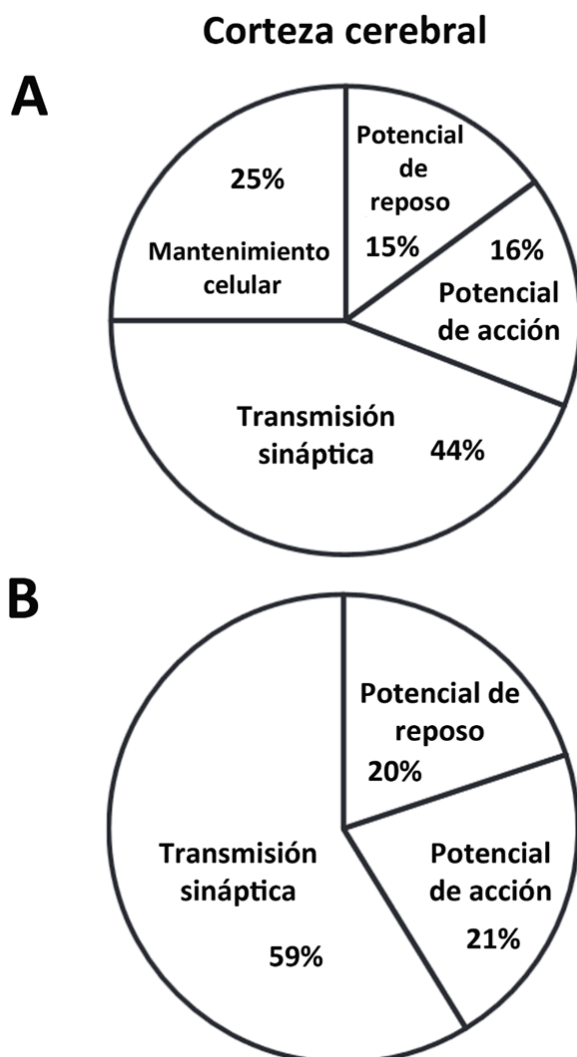 Corteza cerebral
A
Potencial
de
reposo
15%
25%
Mantenimiento
celular
16%
Potencial
de acción
Transmisión
sináptica
44%
B
Potencial de
reposo
20%
Transmisión
sináptica
59%
Potencial
de acción
21%